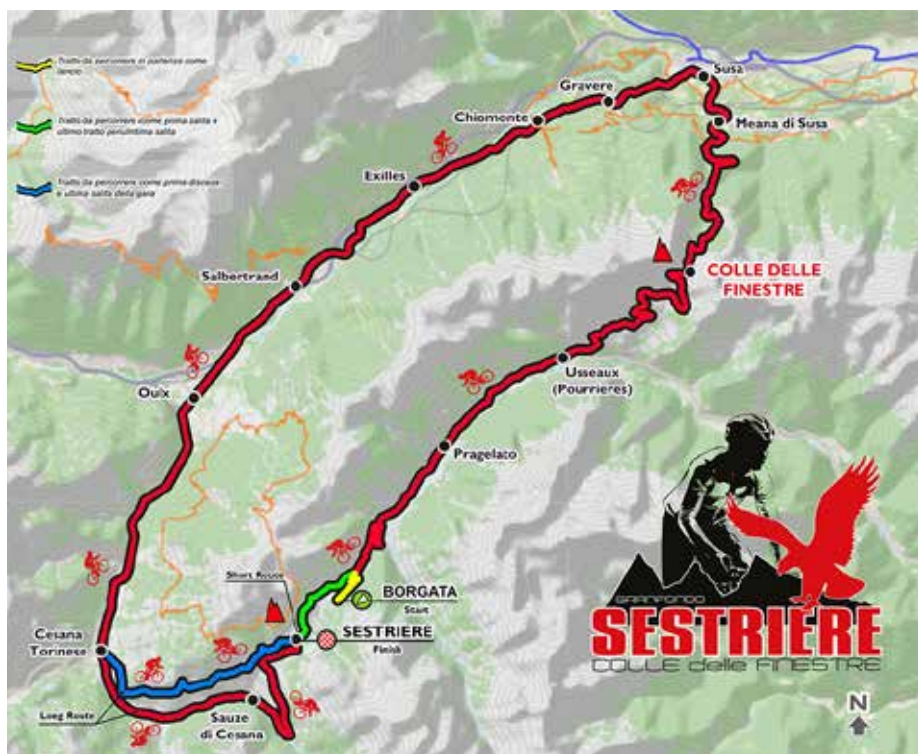 Tratto da percorrere in partenza come
lancio
Tratto da percorrere come prima salita e
ultimo tratto penultima salita
Tratto da percorrere come prima discesa
e ultima salita della gara
Susa
Gravere
Chiomonte
Meana di Susa
Exilles
Salbertrand
COLLE DELLE
FINESTRE
Oulx
Usseaux
(Pourrieres)
Pragelato
Short Route
BORGATA
Start
SESTRIERE
Finish
Cesana
Torinese
Long Route
Sauze
di Cesana
GRANFONDO
SESTRIERE
COLLE delle FINESTRE
N